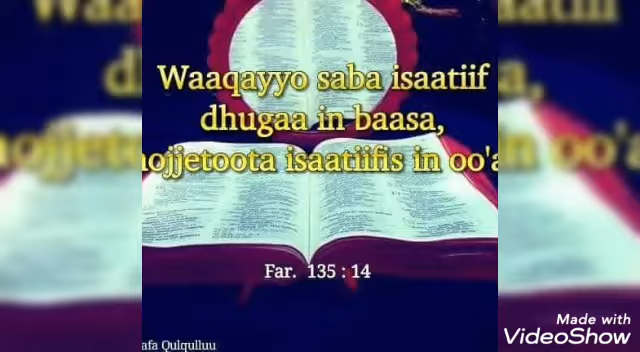 Waaqayyo saba isaatiif
dhugaa in baasa,
hojjetoota isaatiifis in oo'a
Far. 135 : 14
afa Qulqulluu
Made with
VideoShow